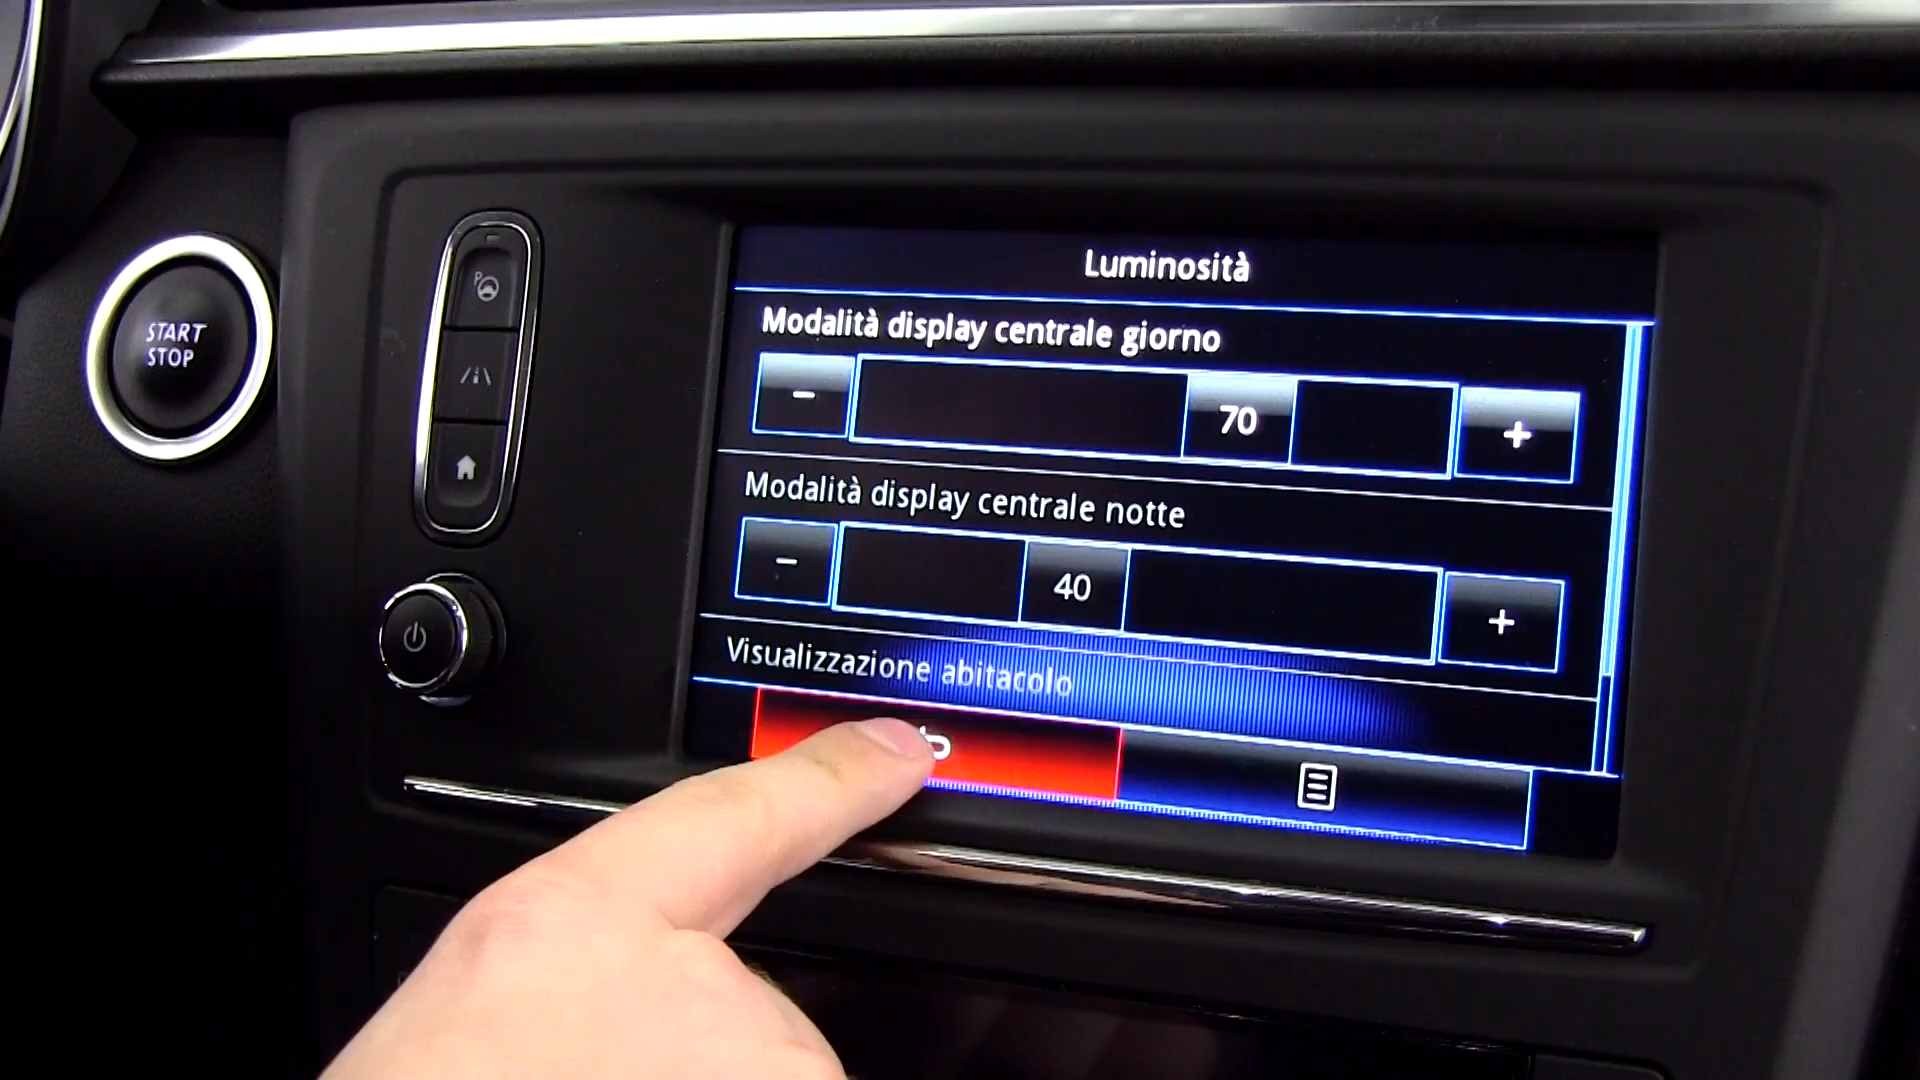 START
STOP
P
Luminosità
Modalità display centrale giorno
− 70 +
Modalità display centrale notte
− 40 +
Visualizzazione abitacolo